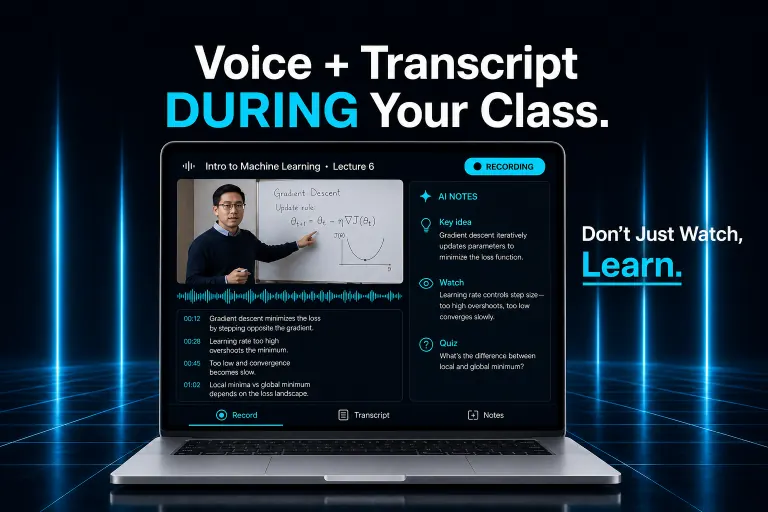 Voice + Transcript
DURING Your Class.
Intro to Machine Learning • Lecture 6
RECORDING
Gradient Descent
Update rule:
θₜ₊₁ = θₜ − η∇J(θₜ)
J(θ)
θ
00:12 Gradient descent minimizes the loss
by stepping opposite the gradient.
00:28 Learning rate too high
overshoots the minimum.
00:45 Too low and convergence
becomes slow.
01:02 Local minima vs global minimum
depends on the loss landscape.
AI NOTES
Key idea
Gradient descent iteratively
updates parameters to
minimize the loss function.
Watch
Learning rate controls step size—
too high overshoots, too low
converges slowly.
Quiz
What's the difference between
local and global minimum?
Record
Transcript
Notes
Don't Just Watch,
Learn.